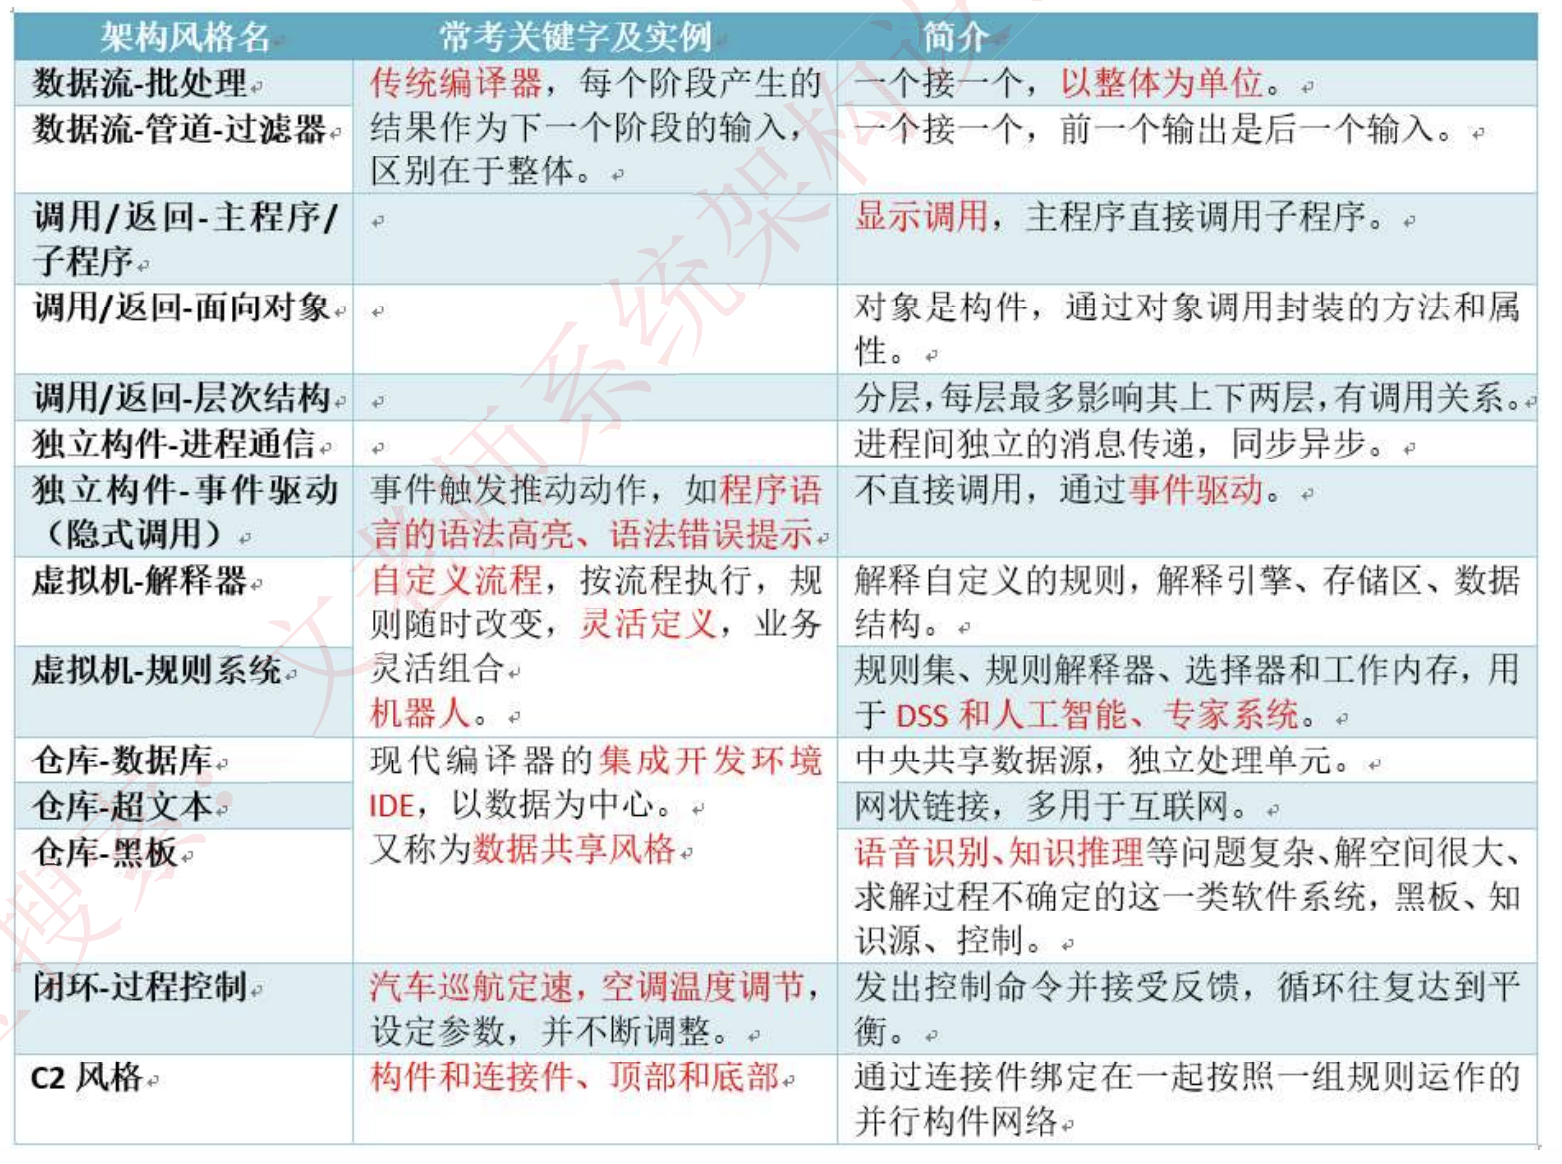 架构风格名
常考关键字及实例
简介
数据流-批处理
传统编译器，每个阶段产生的
结果作为下一个阶段的输入，
区别在于整体。
一个接一个，以整体为单位。
数据流-管道-过滤器
一个接一个，前一个输出是后一个输入。
调用/返回-主程序/
子程序
显示调用，主程序直接调用子程序。
调用/返回-面向对象
对象是构件，通过对象调用封装的方法和属
性。
调用/返回-层次结构
分层，每层最多影响其上下两层，有调用关系。
独立构件-进程通信
进程间独立的消息传递，同步异步。
独立构件-事件驱动
（隐式调用）
事件触发推动动作，如程序语
言的语法高亮、语法错误提示
不直接调用，通过事件驱动。
虚拟机-解释器
自定义流程，按流程执行，规
则随时改变，灵活定义，业务
灵活组合
机器人。
解释自定义的规则，解释引擎、存储区、数据
结构。
虚拟机-规则系统
规则集、规则解释器、选择器和工作内存，用
于 DSS 和人工智能、专家系统。
仓库-数据库
现代编译器的集成开发环境
IDE，以数据为中心。
又称为数据共享风格
中央共享数据源，独立处理单元。
仓库-超文本
网状链接，多用于互联网。
仓库-黑板
语音识别、知识推理等问题复杂、解空间很大、
求解过程不确定的这一类软件系统，黑板、知
识源、控制。
闭环-过程控制
汽车巡航定速，空调温度调节，
设定参数，并不断调整。
发出控制命令并接受反馈，循环往复达到平
衡。
C2 风格
构件和连接件、顶部和底部
通过连接件绑定在一起按照一组规则运作的
并行构件网络
搜索：
文老师系统架构设